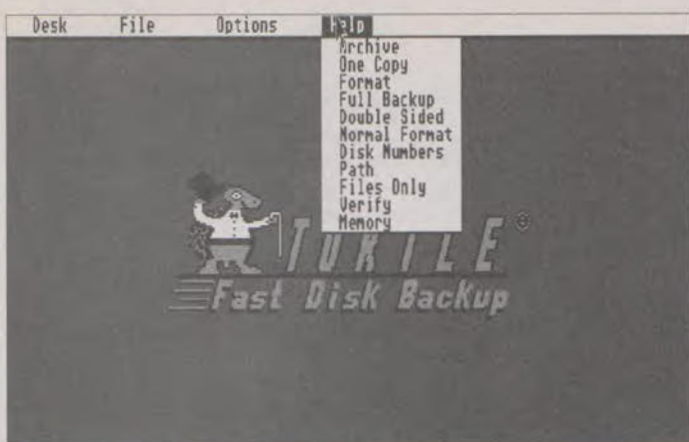 Desk File Options Help
Archive
One Copy
Format
Full Backup
Double Sided
Normal Format
Disk Numbers
Path
Files Only
Verify
Memory
TURTLE ®
Fast Disk Backup